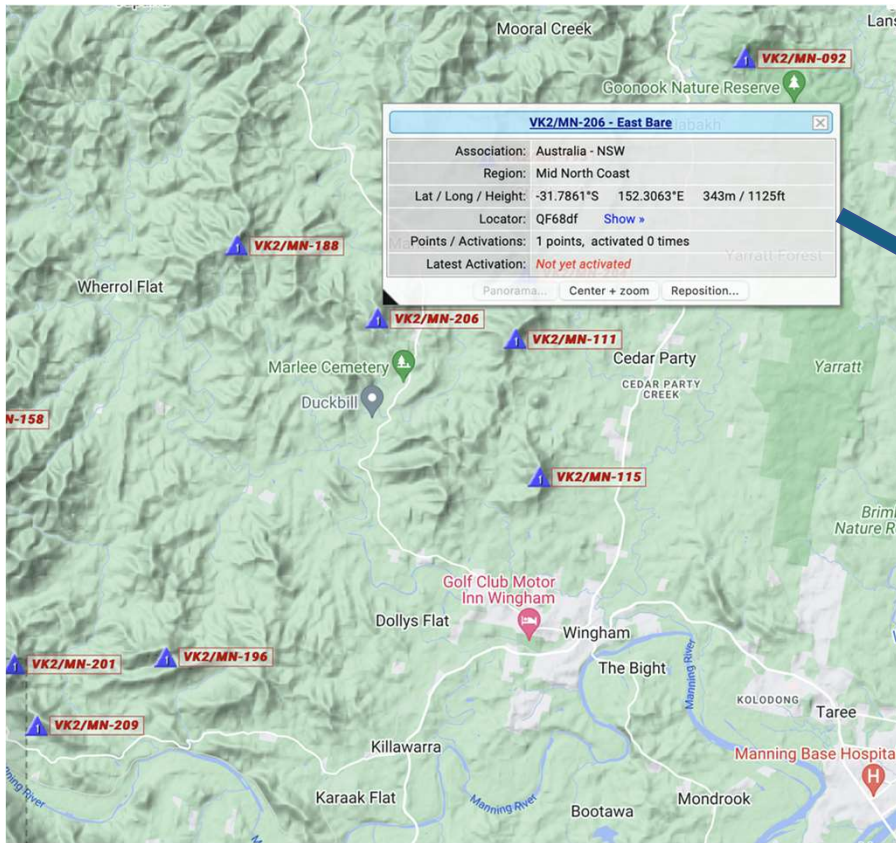 Mooral Creek
VK2/MN-092
Goonook Nature Reserve
VK2/MN-206 - East Bare
Association: Australia - NSW
Region: Mid North Coast
Lat / Long / Height: -31.7861°S 152.3063°E 343m / 1125ft
Locator: QF68df Show »
Points / Activations: 1 points, activated 0 times
Latest Activation: Not yet activated
Panorama... Center + zoom Reposition...
VK2/MN-188
Wherrol Flat
Yarratt Forest
VK2/MN-206
VK2/MN-111
Marlee Cemetery
Cedar Party
CEDAR PARTY
CREEK
Yarratt
Duckbill
N-158
VK2/MN-115
Brim
Nature R
Golf Club Motor
Inn Wingham
Dollys Flat
Wingham
VK2/MN-201
VK2/MN-196
The Bight
Manning River
KOLODONG
Taree
VK2/MN-209
Killawarra
Manning Base Hospita
Karaak Flat
Manning River
Mondrook
Bootawa